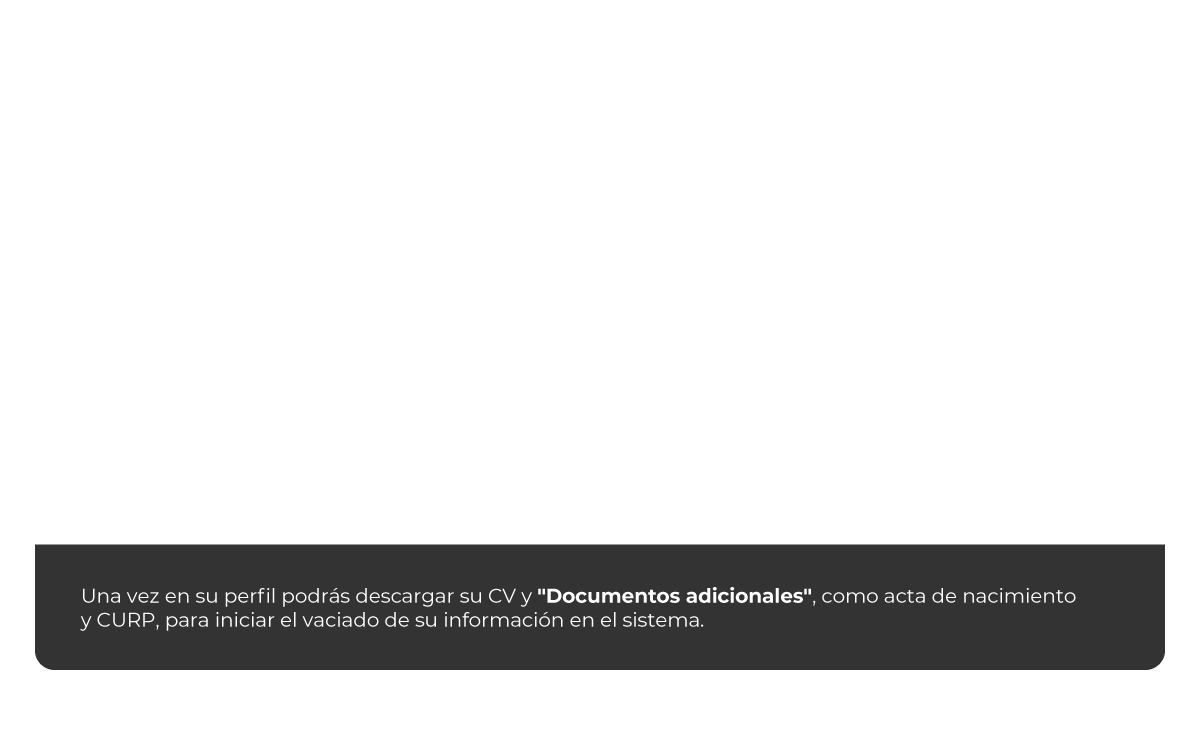 Una vez en su perfil podrás descargar su CV y "Documentos adicionales", como acta de nacimiento
y CURP, para iniciar el vaciado de su información en el sistema.